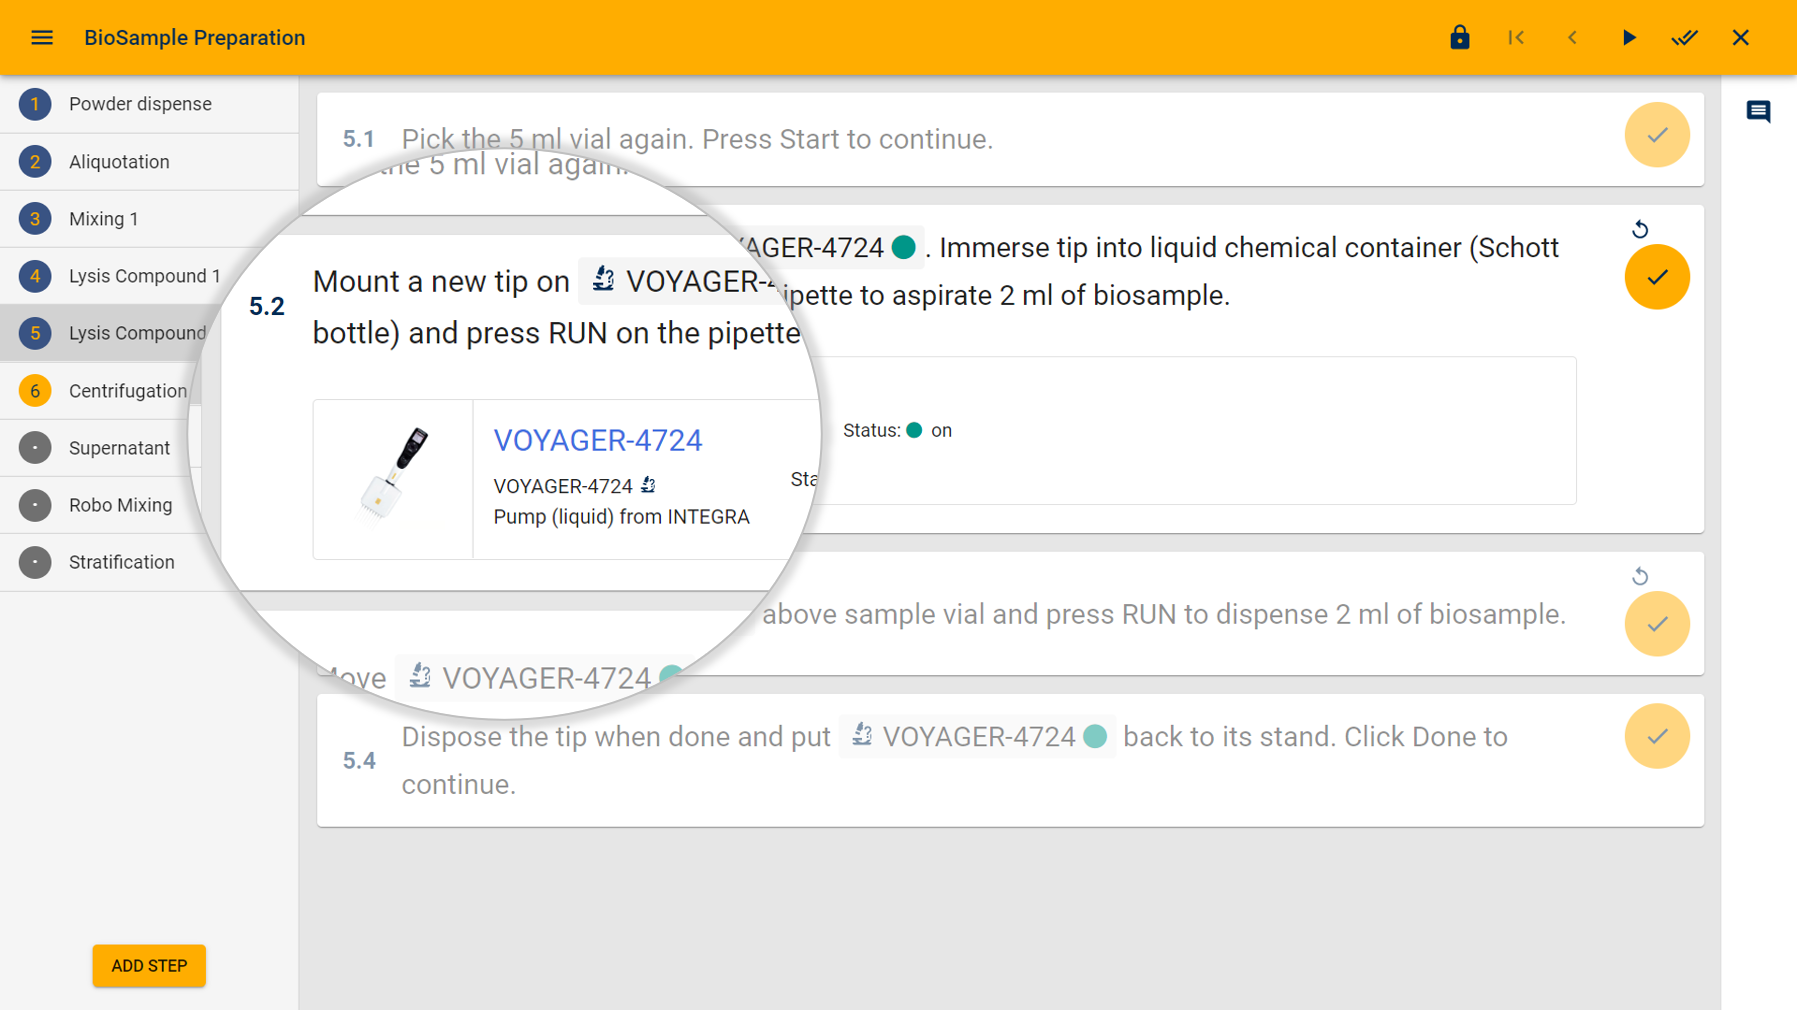 BioSample Preparation
1 Powder dispense
2 Aliquotation
3 Mixing 1
4 Lysis Compound 1
5 Lysis Compound
6 Centrifugation
Supernatant
Robo Mixing
Stratification
ADD STEP
5.1 Pick the 5 ml vial again. Press Start to continue.
the 5 ml vial again.
AGER-4724 . Immerse tip into liquid chemical container (Schott
ipette to aspirate 2 ml of biosample.
5.2 Mount a new tip on VOYAGER-4
bottle) and press RUN on the pipette
VOYAGER-4724
VOYAGER-4724
Pump (liquid) from INTEGRA
Sta
Status: on
above sample vial and press RUN to dispense 2 ml of biosample.
ove VOYAGER-4724
5.4 Dispose the tip when done and put VOYAGER-4724 back to its stand. Click Done to
continue.